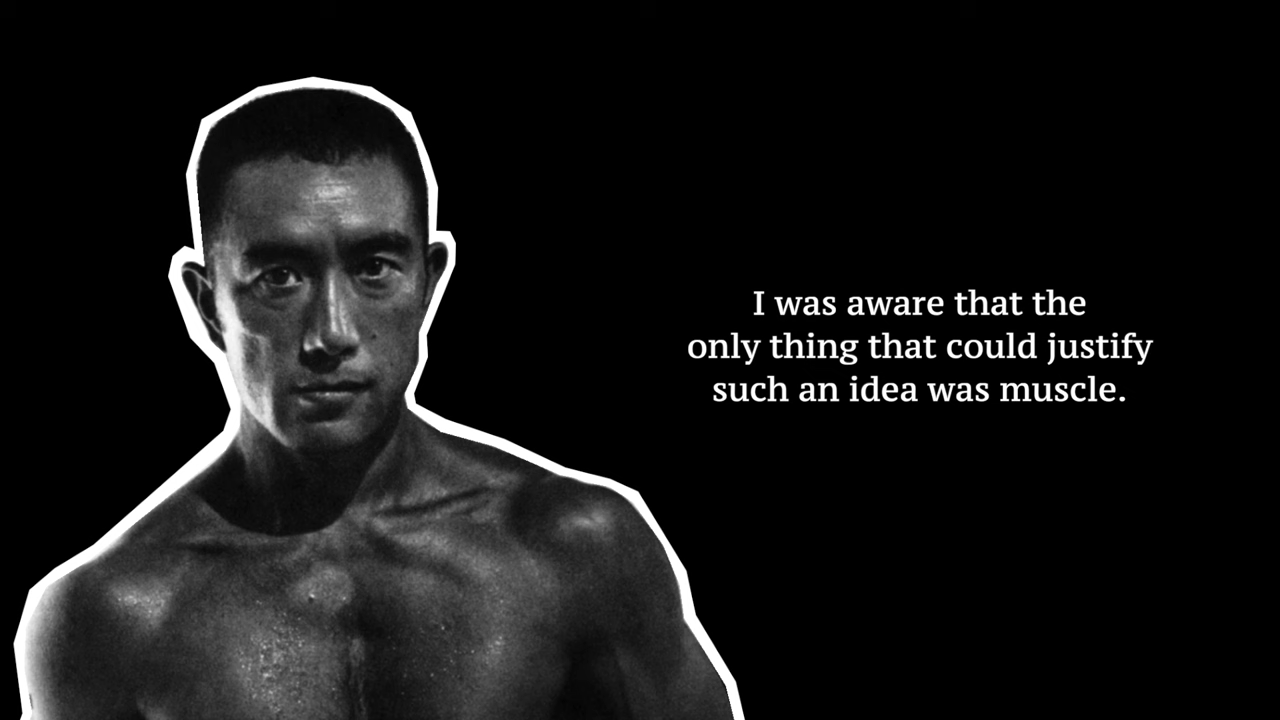 I was aware that the
only thing that could justify
such an idea was muscle.